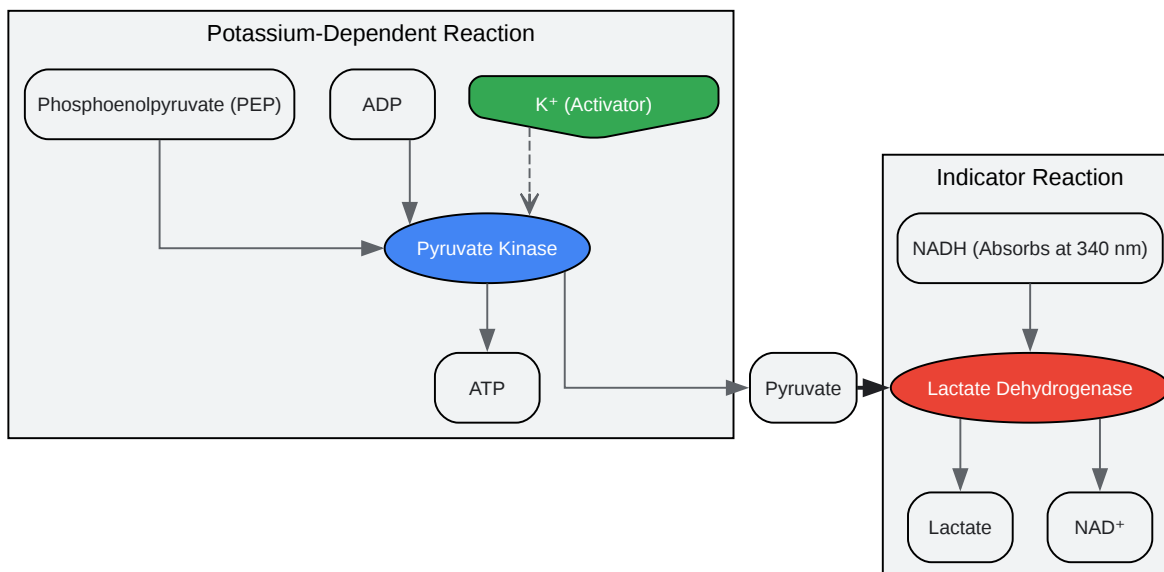 Potassium-Dependent Reaction
Phosphoenolpyruvate (PEP)
ADP
K⁺ (Activator)
Pyruvate Kinase
ATP
Pyruvate
Indicator Reaction
NADH (Absorbs at 340 nm)
Lactate Dehydrogenase
Lactate
NAD⁺